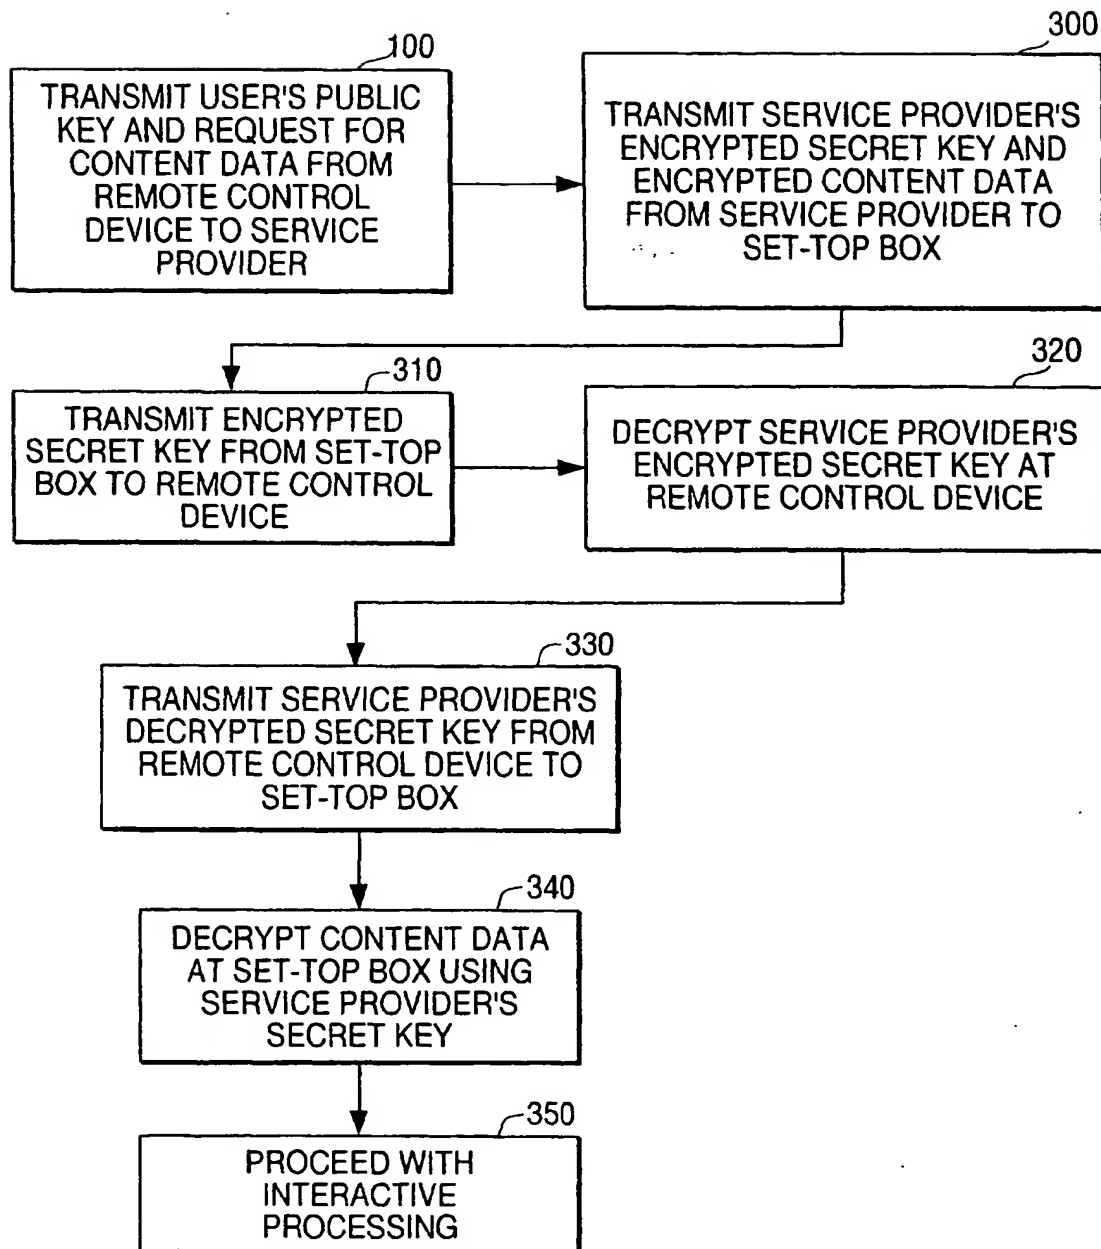 100
TRANSMIT USER'S PUBLIC
KEY AND REQUEST FOR
CONTENT DATA FROM
REMOTE CONTROL
DEVICE TO SERVICE
PROVIDER
300
TRANSMIT SERVICE PROVIDER'S
ENCRYPTED SECRET KEY AND
ENCRYPTED CONTENT DATA
FROM SERVICE PROVIDER TO
SET-TOP BOX
310
TRANSMIT ENCRYPTED
SECRET KEY FROM SET-TOP
BOX TO REMOTE CONTROL
DEVICE
320
DECRYPT SERVICE PROVIDER'S
ENCRYPTED SECRET KEY AT
REMOTE CONTROL DEVICE
330
TRANSMIT SERVICE PROVIDER'S
DECRYPTED SECRET KEY FROM
REMOTE CONTROL DEVICE TO
SET-TOP BOX
340
DECRYPT CONTENT DATA
AT SET-TOP BOX USING
SERVICE PROVIDER'S
SECRET KEY
350
PROCEED WITH
INTERACTIVE
PROCESSING